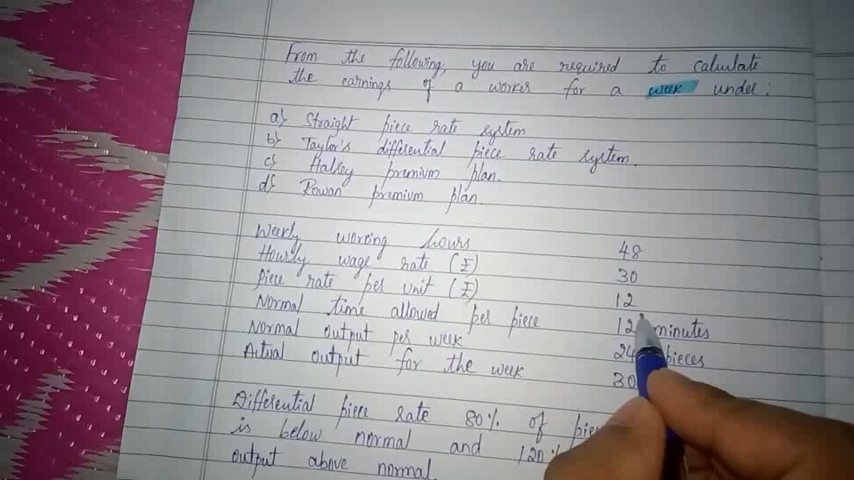 From the following, you are required to calculate
the earnings of a worker for a week under:
a) Straight piece rate system
b) Taylor's differential piece rate system.
c) Halsey premium plan.
d) Rowan premium plan.
Weekly working hours 48
Hourly wage rate (₹) 30
Piece rate per unit (₹) 12
Normal time allowed per piece 12 minutes
Normal output per week 24 pieces
Actual output for the week 30
Differential piece rate 80% of
is below normal and 120%
output above normal.